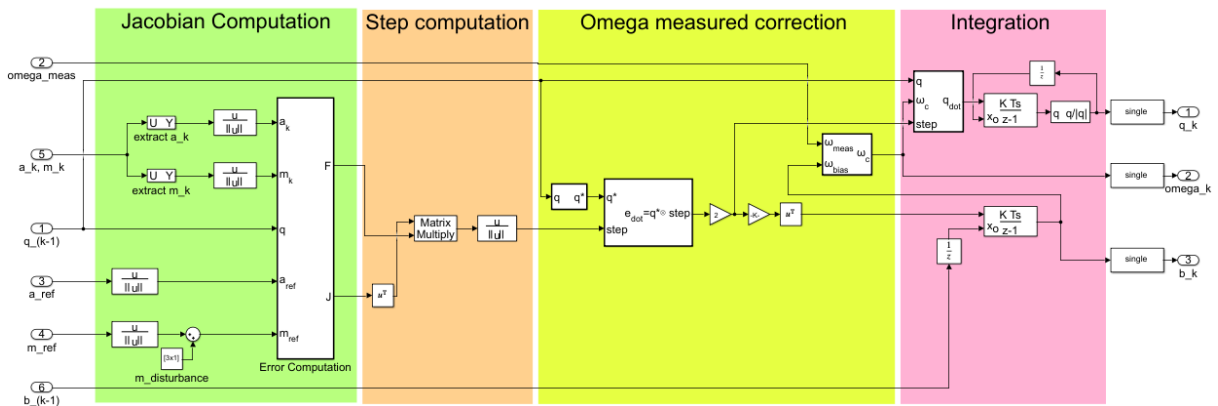 Jacobian Computation
Step computation
Omega measured correction
Integration
2
omega_meas
5
a_k, m_k
1
q_(k-1)
3
a_ref
4
m_ref
6
b_(k-1)
U Y
extract a_k
U Y
extract m_k
u
||u||
u
||u||
u
||u||
u
||u||
[3x1]
m_disturbance
a_k
m_k
q
a_ref
m_ref
F
J
Error Computation
u^T
Matrix
Multiply
u
||u||
q q*
q*
e_dot=q*⊗ step
step
2
-K-
u^T
ω_meas
ω_bias
ω_c
q
ω_c
step
q_dot
1
z
K Ts
x_o z-1
q q/|q|
K Ts
x_o z-1
1
z
single
1
q_k
single
2
omega_k
single
3
b_k